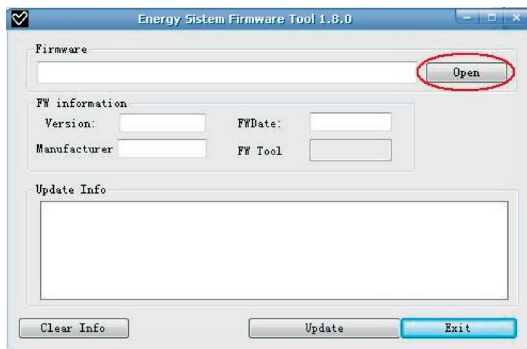 Energy Sistem Firmware Tool 1.8.0
Firmware
Open
FW information
Version:
FWDate:
Manufacturer
FW Tool
Update Info
Clear Info
Update
Exit